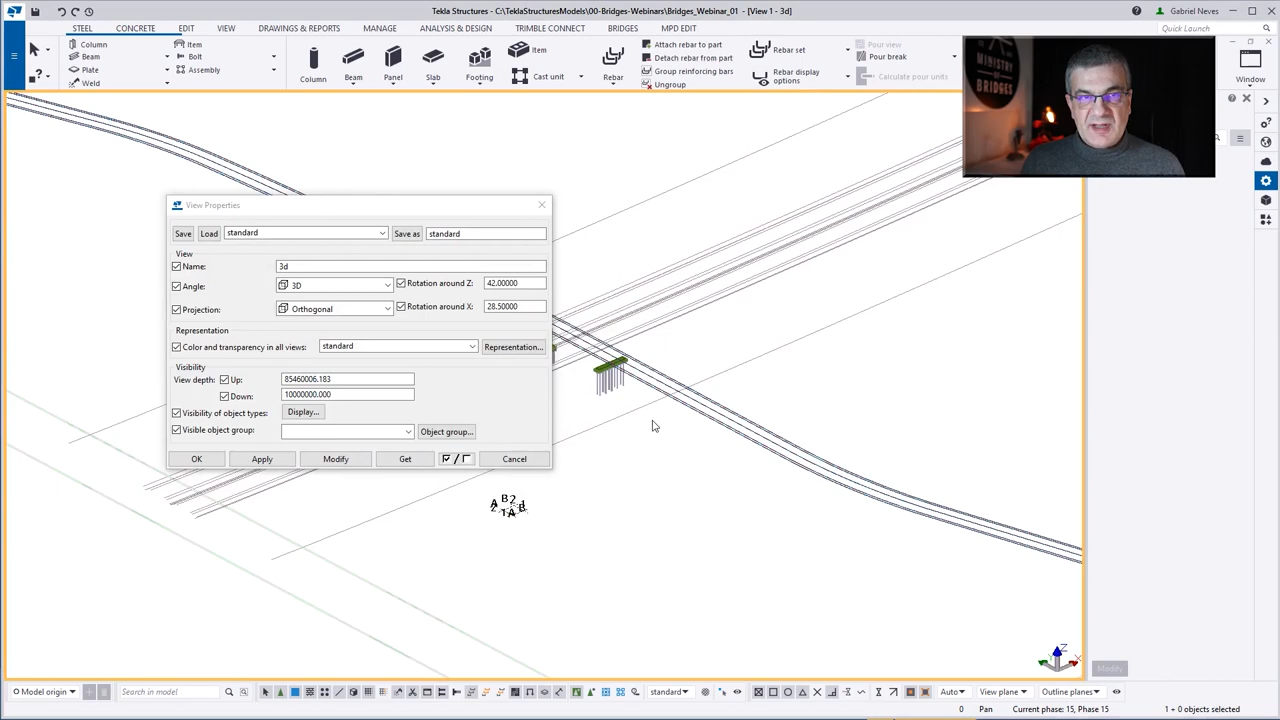 Tekla Structures - C:\TeklaStructuresModels\00-Bridges-Webinars\Bridges_Webinar_01 - [View 1 - 3d]
Gabriel Neves
STEEL CONCRETE EDIT VIEW DRAWINGS & REPORTS MANAGE ANALYSIS & DESIGN TRIMBLE CONNECT BRIDGES MPD EDIT
Quick Launch
Column
Beam
Plate
Weld
Item
Bolt
Assembly
Column
Beam
Panel
Slab
Footing
Item
Cast unit
Rebar
Attach rebar to part
Detach rebar from part
Group reinforcing bars
Ungroup
Rebar set
Rebar display options
Pour view
Pour break
Calculate pour units
Window
MINISTRY
OF
BRIDGES
View Properties
Save Load standard Save as standard
View
Name: 3d
Angle: 3D Rotation around Z: 42.00000
Projection: Orthogonal Rotation around X: 28.50000
Representation
Color and transparency in all views: standard Representation...
Visibility
View depth: Up: 85460006.183
Down: 10000000.000
Visibility of object types: Display...
Visible object group: Object group...
OK Apply Modify Get / Cancel
Z
Modify
Model origin Search in model standard Auto View plane Outline planes
0 Pan Current phase: 15, Phase 15 1 + 0 objects selected